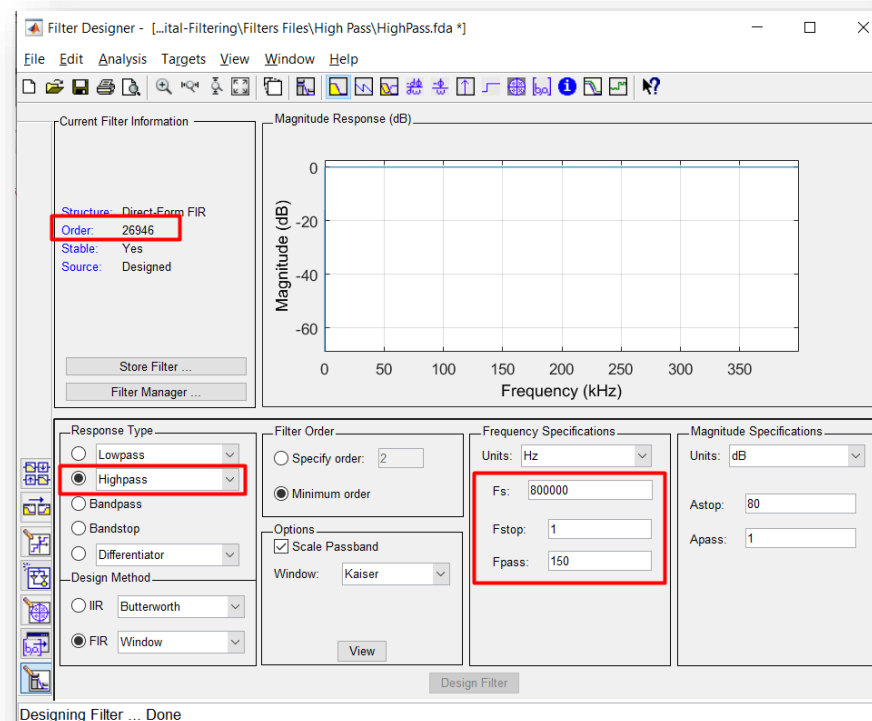 Filter Designer - [...ital-Filtering\Filters Files\High Pass\HighPass.fda *]
File Edit Analysis Targets View Window Help
Current Filter Information
Structure: Direct-Form FIR
Order: 26946
Stable: Yes
Source: Designed
Store Filter ...
Filter Manager ...
Magnitude Response (dB)
Magnitude (dB)
0
-20
-40
-60
0 50 100 150 200 250 300 350
Frequency (kHz)
Response Type
Lowpass
Highpass
Bandpass
Bandstop
Differentiator
Design Method
IIR Butterworth
FIR Window
Filter Order
Specify order: 2
Minimum order
Options
Scale Passband
Window: Kaiser
View
Frequency Specifications
Units: Hz
Fs: 800000
Fstop: 1
Fpass: 150
Magnitude Specifications
Units: dB
Astop: 80
Apass: 1
Design Filter
Designing Filter ... Done